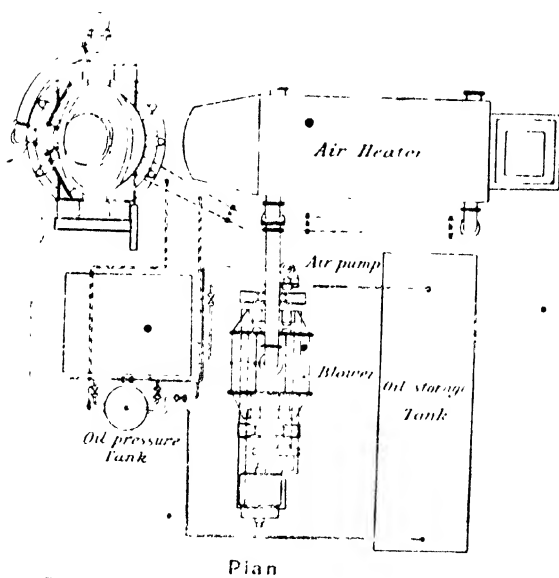 Air Heater
Air pump
Blower
Oil storage
Tank
Oil pressure
Tank
Plan